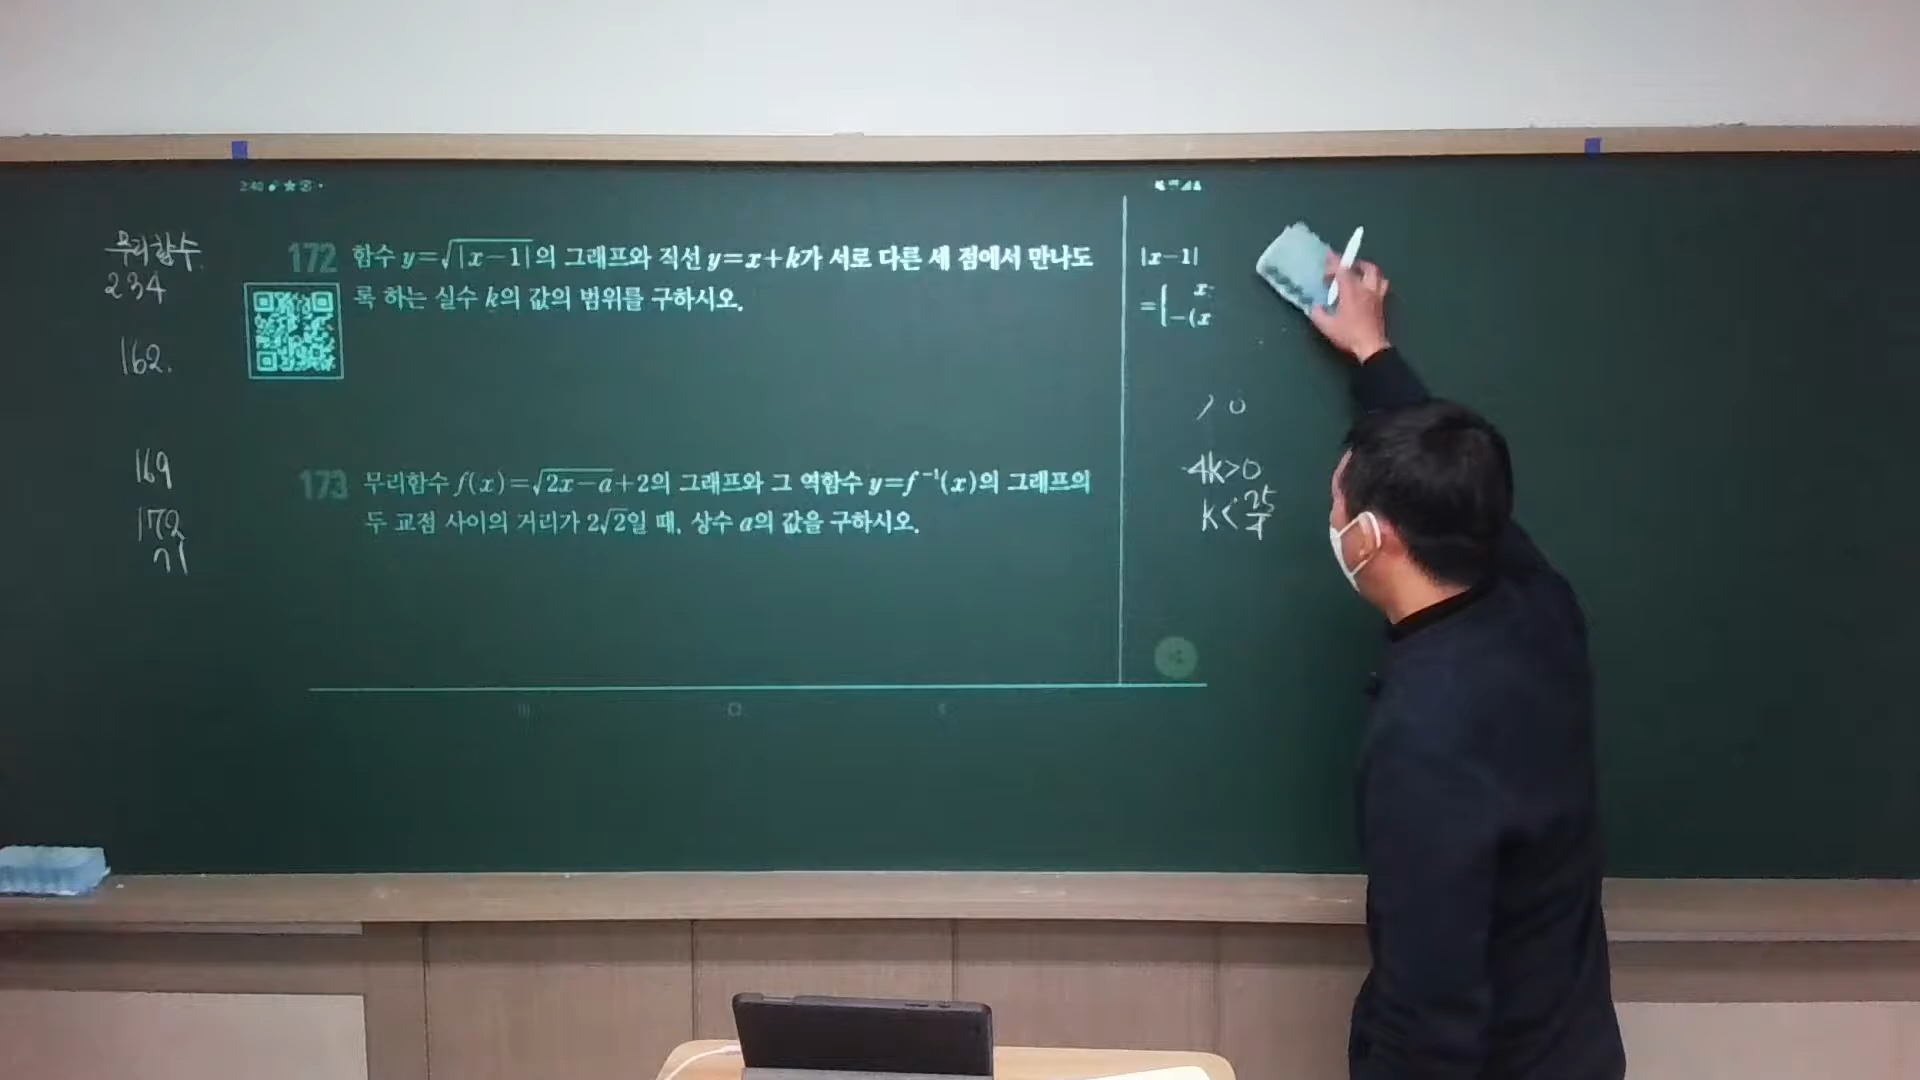 2:40
무리함수
234
162.
169
172
71
172 함수 y=√|x-1|의 그래프와 직선 y=x+k가 서로 다른 세 점에서 만나도
록 하는 실수 k의 값의 범위를 구하시오.
173 무리함수 f(x)=√2x-a+2의 그래프와 그 역함수 y=f⁻¹(x)의 그래프의
두 교점 사이의 거리가 2√2일 때, 상수 a의 값을 구하시오.
|x-1|
={ x
-(x
> 0
-4k>0
k<25/4